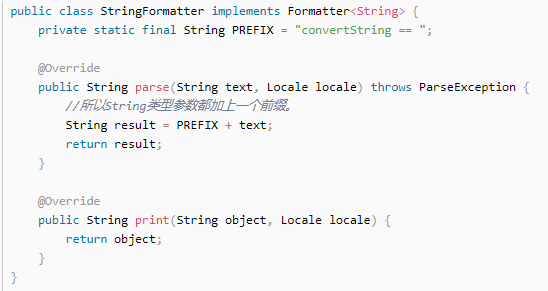 public class StringFormatter implements Formatter<String> {
    private static final String PREFIX = "convertString == ";
    @Override
    public String parse(String text, Locale locale) throws ParseException {
        //所以String类型参数都加上一个前缀。
        String result = PREFIX + text;
        return result;
    }
    @Override
    public String print(String object, Locale locale) {
        return object;
    }
}